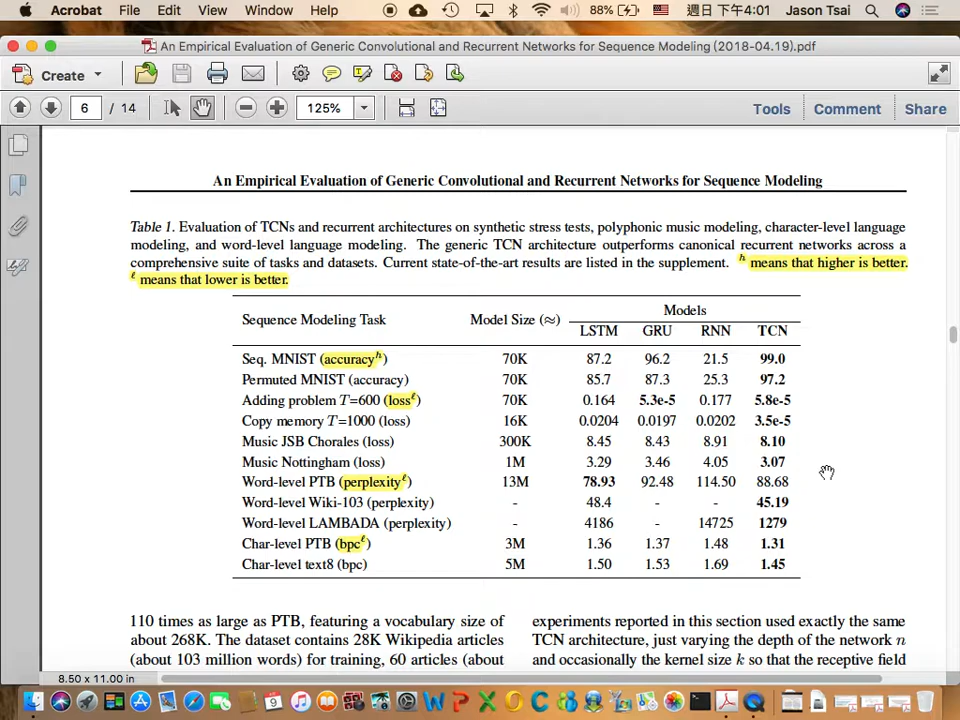 Acrobat File Edit View Window Help 88% 週日下午4:01 Jason Tsai
An Empirical Evaluation of Generic Convolutional and Recurrent Networks for Sequence Modeling (2018-04.19).pdf
Create
6 / 14 125% Tools Comment Share
An Empirical Evaluation of Generic Convolutional and Recurrent Networks for Sequence Modeling
Table 1. Evaluation of TCNs and recurrent architectures on synthetic stress tests, polyphonic music modeling, character-level language
modeling, and word-level language modeling. The generic TCN architecture outperforms canonical recurrent networks across a
comprehensive suite of tasks and datasets. Current state-of-the-art results are listed in the supplement. h means that higher is better.
ℓ means that lower is better.
Models
Sequence Modeling Task Model Size (≈)
LSTM GRU RNN TCN
Seq. MNIST (accuracyʰ) 70K 87.2 96.2 21.5 99.0
Permuted MNIST (accuracy) 70K 85.7 87.3 25.3 97.2
Adding problem T=600 (lossℓ) 70K 0.164 5.3e-5 0.177 5.8e-5
Copy memory T=1000 (loss) 16K 0.0204 0.0197 0.0202 3.5e-5
Music JSB Chorales (loss) 300K 8.45 8.43 8.91 8.10
Music Nottingham (loss) 1M 3.29 3.46 4.05 3.07
Word-level PTB (perplexityℓ) 13M 78.93 92.48 114.50 88.68
Word-level Wiki-103 (perplexity) - 48.4 - - 45.19
Word-level LAMBADA (perplexity) - 4186 - 14725 1279
Char-level PTB (bpcℓ) 3M 1.36 1.37 1.48 1.31
Char-level text8 (bpc) 5M 1.50 1.53 1.69 1.45
110 times as large as PTB, featuring a vocabulary size of
about 268K. The dataset contains 28K Wikipedia articles
(about 103 million words) for training, 60 articles (about
experiments reported in this section used exactly the same
TCN architecture, just varying the depth of the network n
and occasionally the kernel size k so that the receptive field
8.50 x 11.00 in